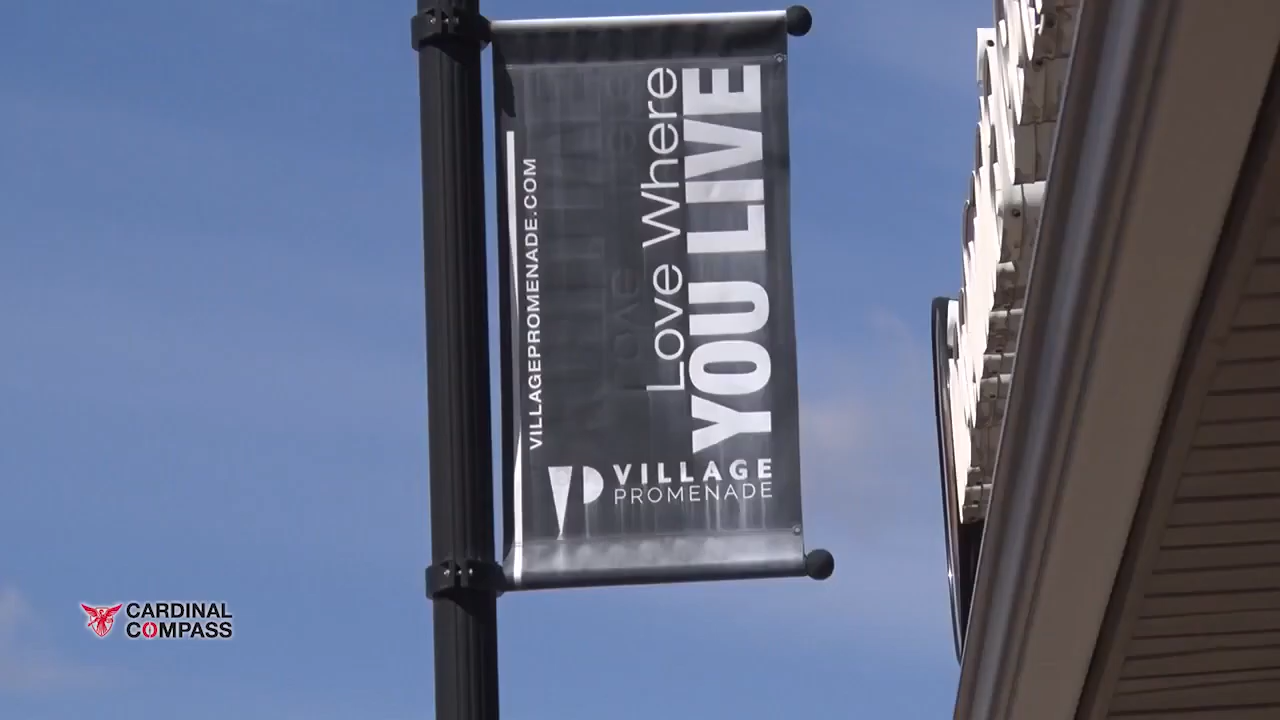 Love Where
YOU LIVE
VILLAGEPROMENADE.COM
VILLAGE
PROMENADE
CARDINAL
COMPASS